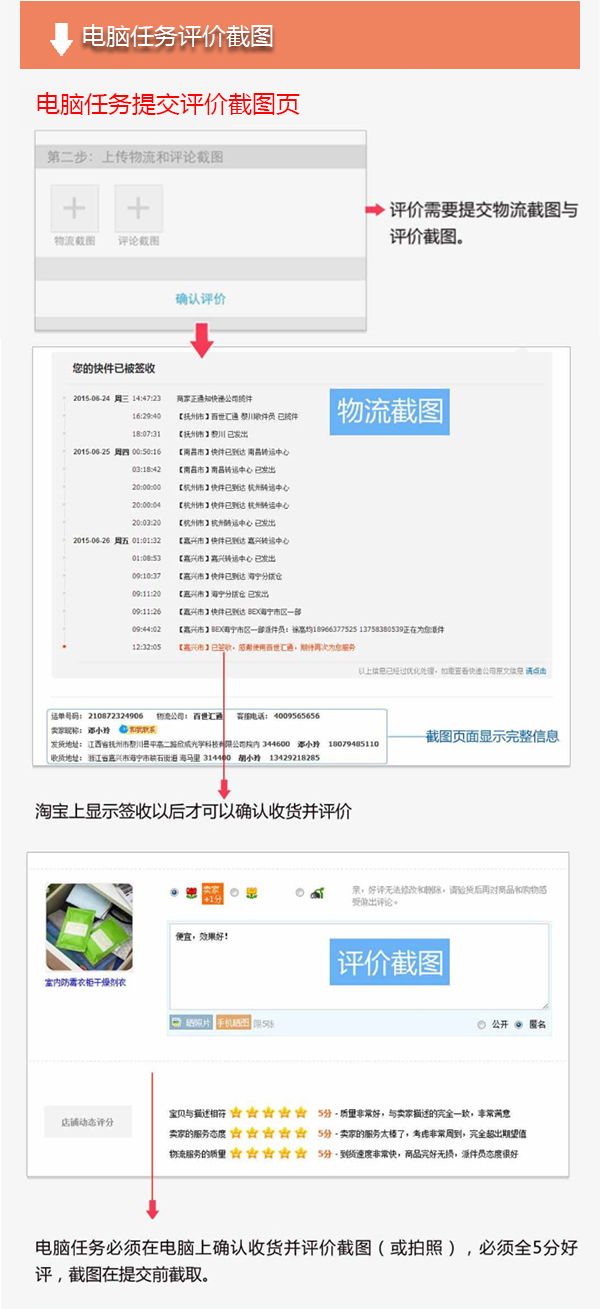 电脑任务评价截图
电脑任务提交评价截图页
第二步：上传物流和评论截图
物流截图 评论截图
确认评价
评价需要提交物流截图与
评价截图。
您的快件已被签收
物流截图
2015-06-24 周三 14:47:23 商家正通知快递公司揽件
16:29:40 【抚州市】百世汇通 黎川收件员 已揽件
18:07:31 【抚州市】黎川 已发出
2015-06-25 周四 00:50:16 【南昌市】快件已到达 南昌转运中心
03:18:42 【南昌市】南昌转运中心 已发出
20:00:00 【杭州市】快件已到达 杭州转运中心
20:00:04 【杭州市】快件已到达 杭州转运中心
20:03:20 【杭州市】杭州转运中心 已发出
2015-06-26 周五 01:01:32 【嘉兴市】快件已到达 嘉兴转运中心
01:08:53 【嘉兴市】嘉兴转运中心 已发出
09:10:37 【嘉兴市】快件已到达 海宁分拨仓
09:11:20 【嘉兴市】海宁分拨仓 已发出
09:11:26 【嘉兴市】快件已到达 BEX海宁市区一部
09:44:02 【嘉兴市】BEX海宁市区一部派件员：徐高均18966377525 13758380539正在为您派件
12:32:05 【嘉兴市】已签收，感谢使用百世汇通，期待再次为您服务
以上信息已经过优化处理，如需查看快递公司原文信息 请点击
运单号码： 210872324906 物流公司： 百世汇通 客服电话： 4009565656
卖家昵称： 邓小玲 和我联系
发货地址： 江西省抚州市黎川县平高二路欣成光学科技有限公司院内 344600 邓小玲 18079485110
收货地址： 浙江省嘉兴市海宁市硖石街道 海马里 314400 胡小玲 13429218285
截图页面显示完整信息
淘宝上显示签收以后才可以确认收货并评价
卖家
+1分
亲，好评无法修改和删除，请验货后再对商品和购物感
受做出评论。
便宜，效果好！
评价截图
室内防霉衣柜干燥剂衣
晒照片 手机晒图 限5张
公开 匿名
店铺动态评分
宝贝与描述相符 5分 - 质量非常好，与卖家描述的完全一致，非常满意
卖家的服务态度 5分 - 卖家的服务太棒了，考虑非常周到，完全超出期望值
物流服务的质量 5分 - 到货速度非常快，商品完好无损，派件员态度很好
电脑任务必须在电脑上确认收货并评价截图（或拍照），必须全5分好
评，截图在提交前截取。